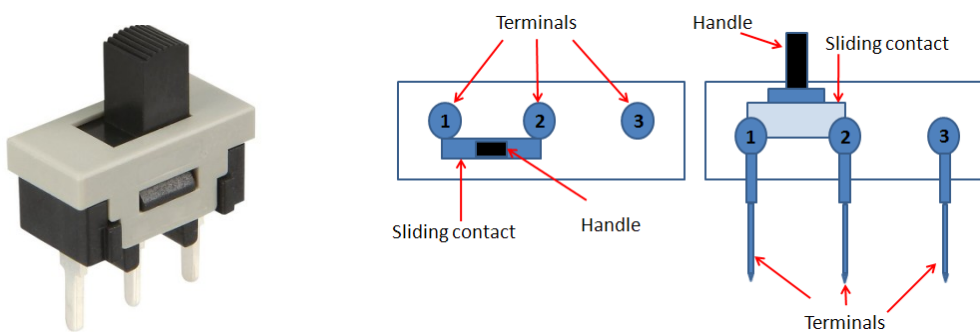 Terminals
1
2
3
Sliding contact
Handle
Handle
Sliding contact
1
2
3
Terminals